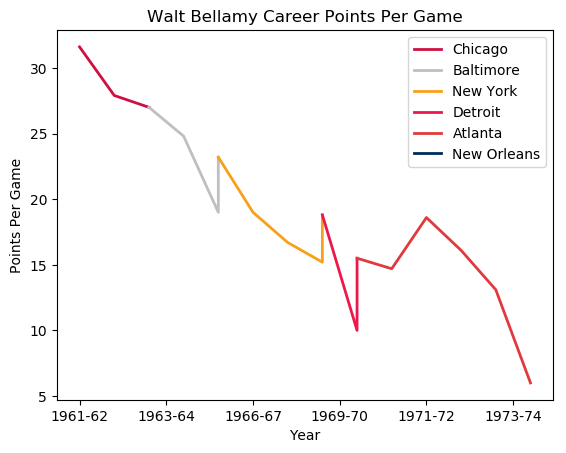 Walt Bellamy Career Points Per Game
Chicago
Baltimore
New York
Detroit
Atlanta
New Orleans
Points Per Game
30
25
20
15
10
5
1961-62 1963-64 1966-67 1969-70 1971-72 1973-74
Year